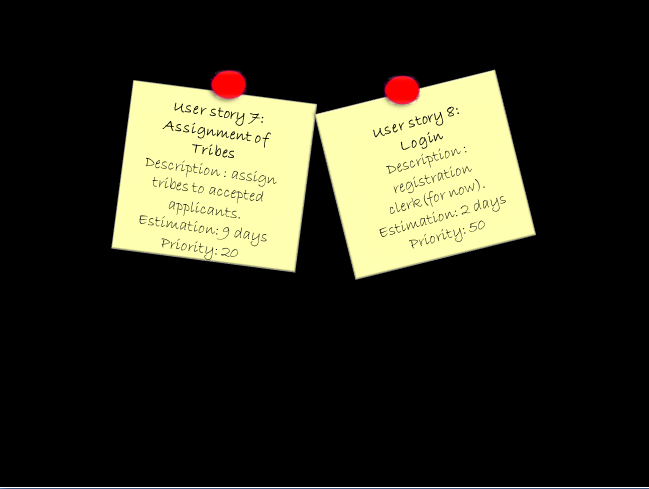 User story 7:
Assignment of
Tribes
Description : assign
tribes to accepted
applicants.
Estimation: 9 days
Priority: 20
User story 8:
Login
Description :
registration
clerk(for now).
Estimation: 2 days
Priority: 50